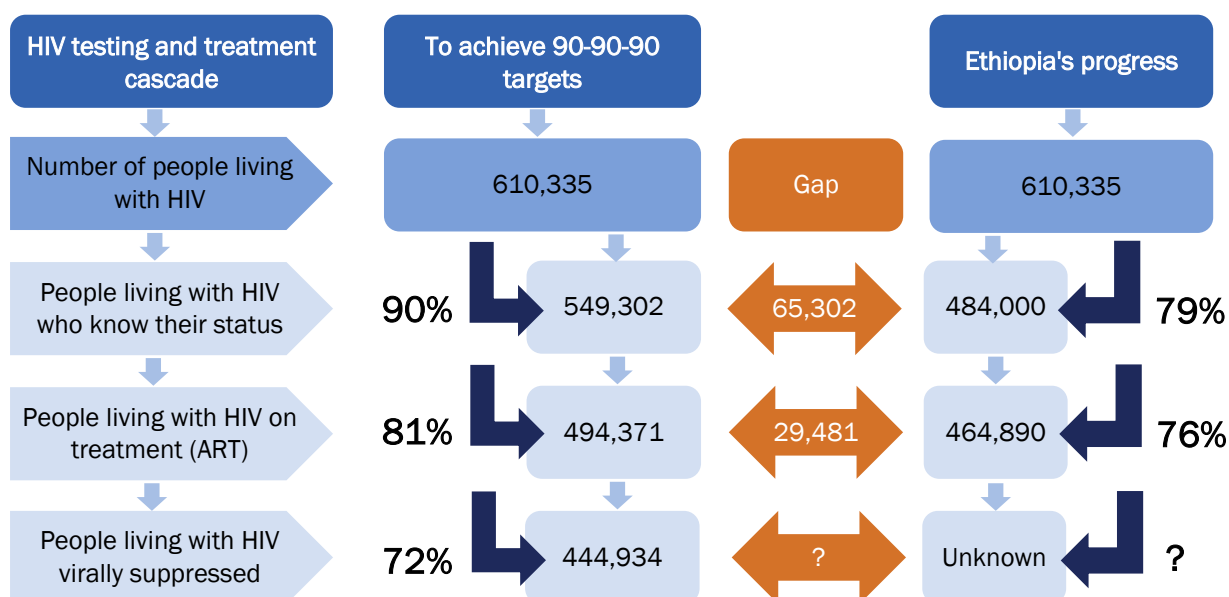 HIV testing and treatment
cascade
To achieve 90-90-90
targets
Ethiopia's progress
Number of people living
with HIV
610,335
Gap
610,335
People living with HIV
who know their status
90%
549,302
65,302
484,000
79%
People living with HIV on
treatment (ART)
81%
494,371
29,481
464,890
76%
People living with HIV
virally suppressed
72%
444,934
?
Unknown
?